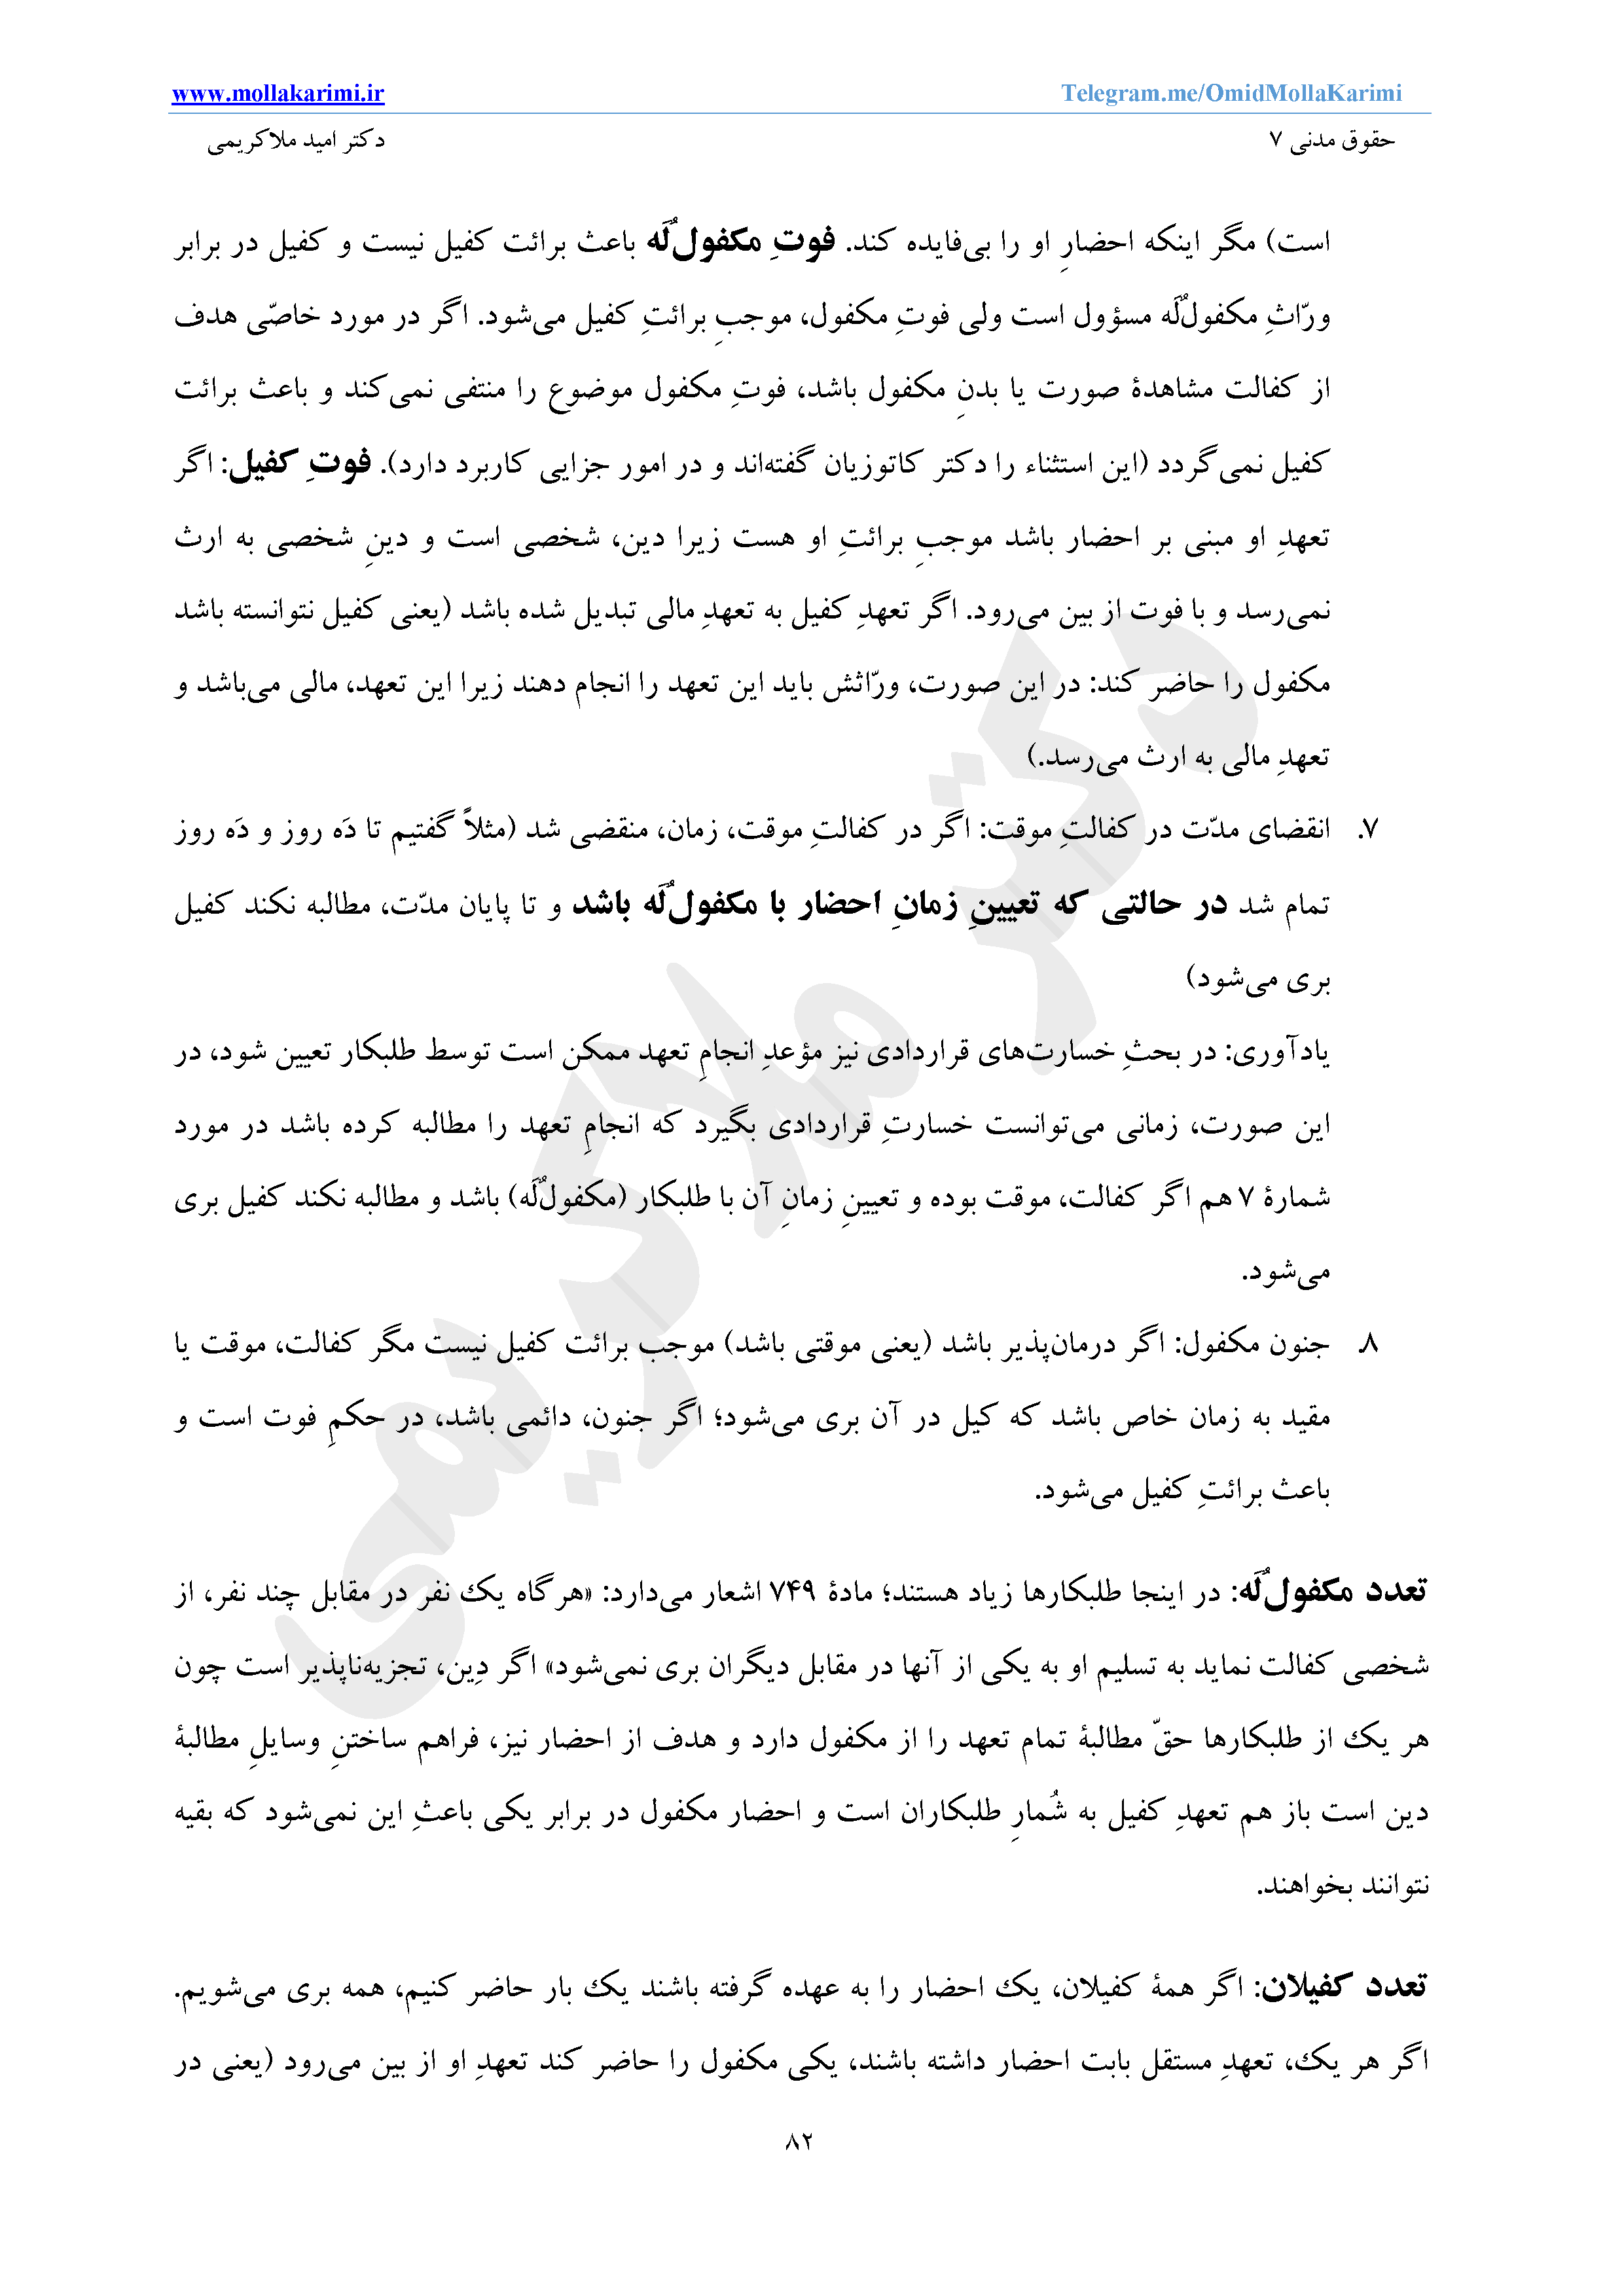 www.mollakarimi.ir Telegram.me/OmidMollaKarimi
حقوق مدنی ۷ دکتر امید ملاکریمی
است) مگر اینکه احضارِ او را بی‌فایده کند. فوتِ مکفولٌ‌لَه باعث برائت کفیل نیست و کفیل در برابر
ورّاثِ مکفولٌ‌لَه مسؤول است ولی فوتِ مکفول، موجبِ برائتِ کفیل می‌شود. اگر در مورد خاصّی هدف
از کفالت مشاهدۀ صورت یا بدنِ مکفول باشد، فوتِ مکفول موضوع را منتفی نمی‌کند و باعث برائت
کفیل نمی‌گردد (این استثناء را دکتر کاتوزیان گفته‌اند و در امور جزایی کاربرد دارد). فوتِ کفیل: اگر
تعهدِ او مبنی بر احضار باشد موجبِ برائتِ او هست زیرا دین، شخصی است و دینِ شخصی به ارث
نمی‌رسد و با فوت از بین می‌رود. اگر تعهدِ کفیل به تعهدِ مالی تبدیل شده باشد (یعنی کفیل نتوانسته باشد
مکفول را حاضر کند: در این صورت، ورّاثش باید این تعهد را انجام دهند زیرا این تعهد، مالی می‌باشد و
تعهدِ مالی به ارث می‌رسد.)
۷. انقضای مدّت در کفالتِ موقت: اگر در کفالتِ موقت، زمان، منقضی شد (مثلاً گفتیم تا دَه روز و دَه روز
تمام شد در حالتی که تعیینِ زمانِ احضار با مکفولٌ‌لَه باشد و تا پایان مدّت، مطالبه نکند کفیل
بری می‌شود)
یادآوری: در بحثِ خسارت‌های قراردادی نیز مؤعدِ انجامِ تعهد ممکن است توسط طلبکار تعیین شود، در
این صورت، زمانی می‌توانست خسارتِ قراردادی بگیرد که انجامِ تعهد را مطالبه کرده باشد در مورد
شمارۀ ۷ هم اگر کفالت، موقت بوده و تعیینِ زمانِ آن با طلبکار (مکفولٌ‌لَه) باشد و مطالبه نکند کفیل بری
می‌شود.
۸. جنون مکفول: اگر درمان‌پذیر باشد (یعنی موقتی باشد) موجب برائت کفیل نیست مگر کفالت، موقت یا
مقید به زمان خاص باشد که کیل در آن بری می‌شود؛ اگر جنون، دائمی باشد، در حکمِ فوت است و
باعث برائتِ کفیل می‌شود.
تعدد مکفولٌ‌لَه: در اینجا طلبکارها زیاد هستند؛ مادۀ ۷۴۹ اشعار می‌دارد: «هرگاه یک نفر در مقابل چند نفر، از
شخصی کفالت نماید به تسلیم او به یکی از آنها در مقابل دیگران بری نمی‌شود» اگر دِین، تجزیه‌ناپذیر است چون
هر یک از طلبکارها حقّ مطالبۀ تمام تعهد را از مکفول دارد و هدف از احضار نیز، فراهم ساختنِ وسایلِ مطالبۀ
دین است باز هم تعهدِ کفیل به شُمارِ طلبکاران است و احضار مکفول در برابر یکی باعثِ این نمی‌شود که بقیه
نتوانند بخواهند.
تعدد کفیلان: اگر همۀ کفیلان، یک احضار را به عهده گرفته باشند یک بار حاضر کنیم، همه بری می‌شویم.
اگر هر یک، تعهدِ مستقل بابت احضار داشته باشند، یکی مکفول را حاضر کند تعهدِ او از بین می‌رود (یعنی در
۸۲
دکتر ملاکریمی